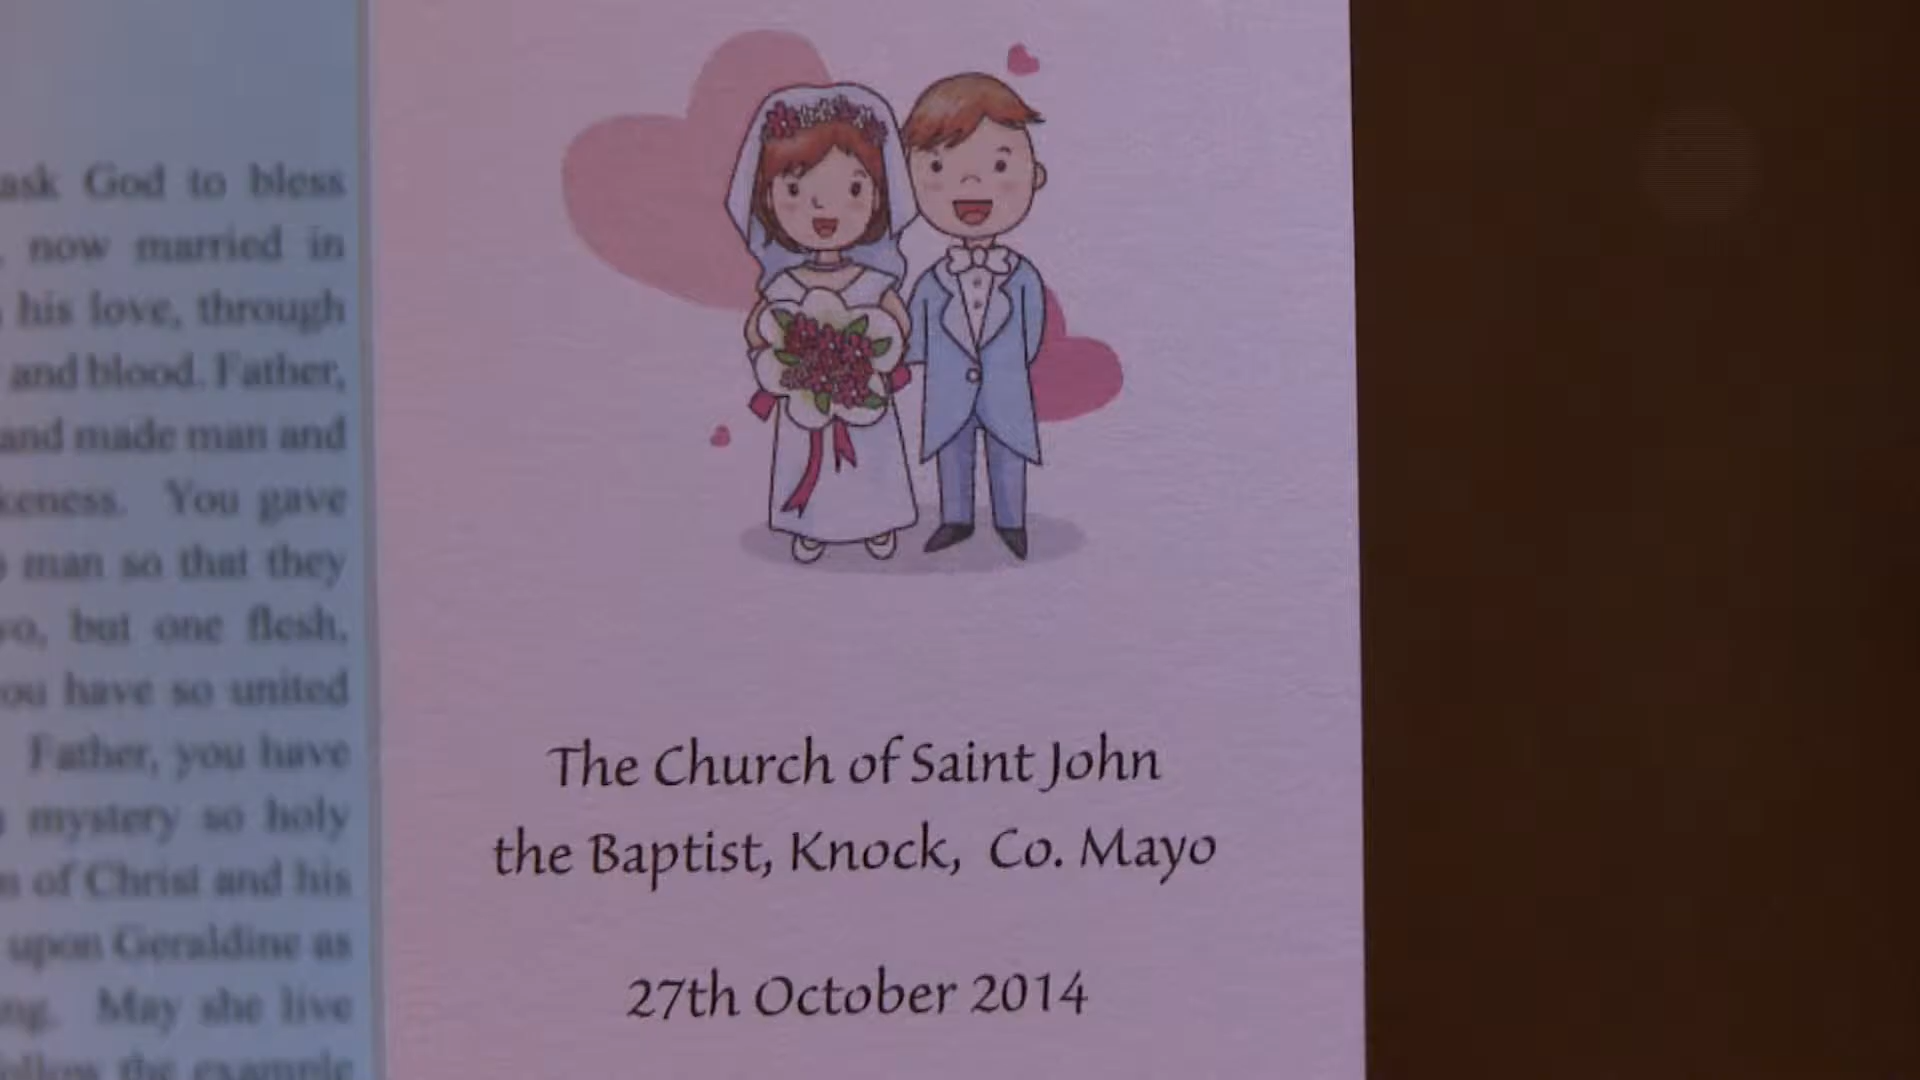 ask God to bless
now married in
his love, through
and blood. Father,
and made man and
You gave
man so that they
but one flesh,
have so united
Father, you have
mystery so holy
of Christ and his
upon Geraldine as
May she live
the example
The Church of Saint John
the Baptist, Knock, Co. Mayo
27th October 2014